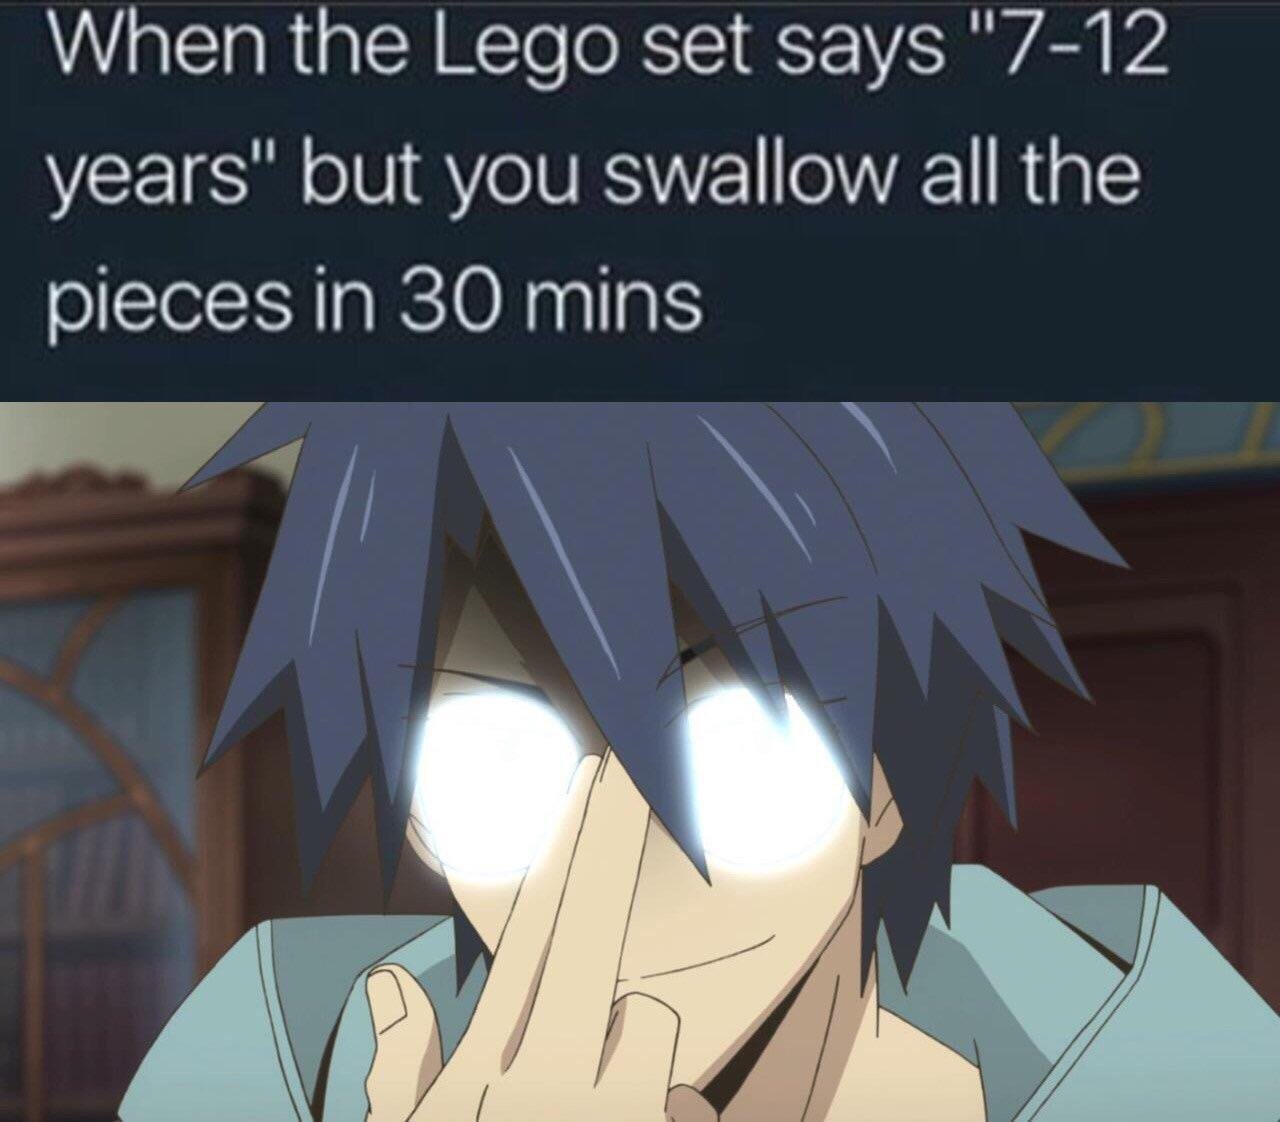 When the Lego set says "7-12
years" but you swallow all the
pieces in 30 mins